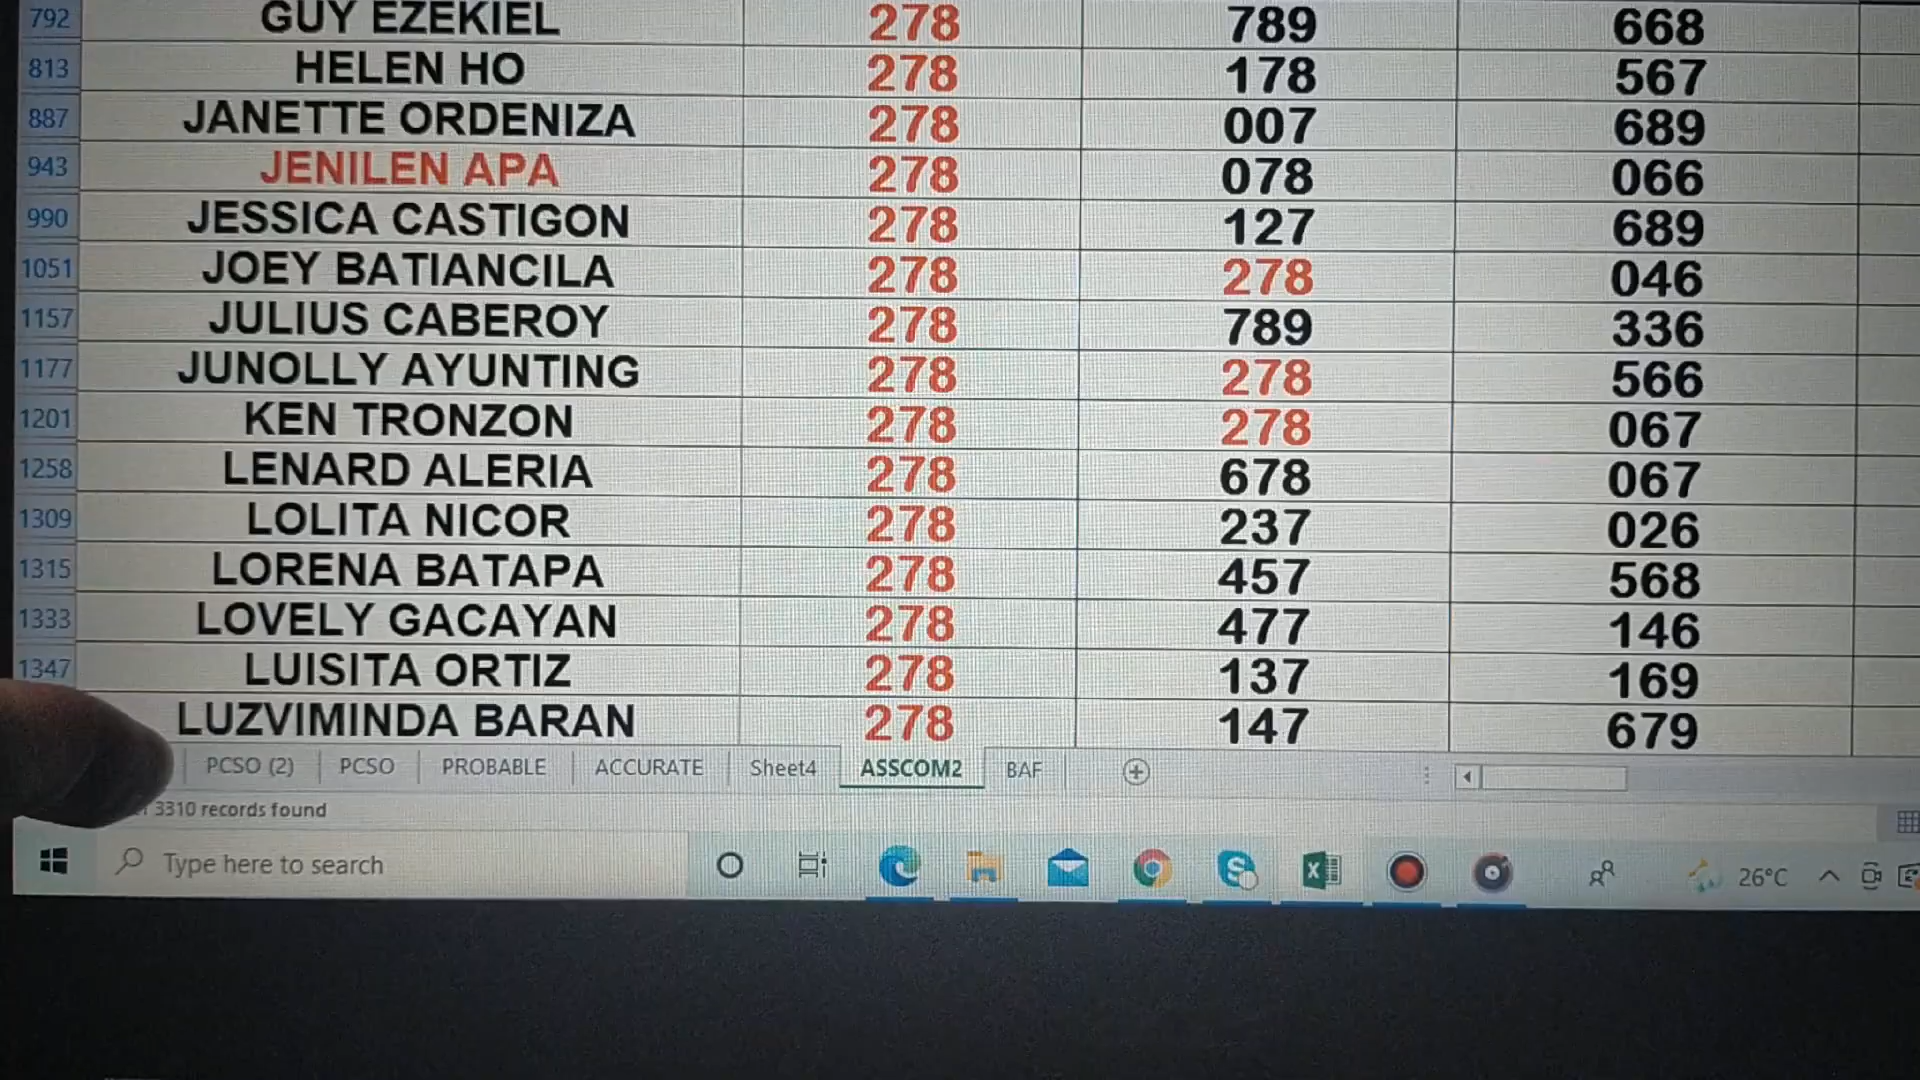 792 GUY EZEKIEL 278 789 668
813 HELEN HO 278 178 567
887 JANETTE ORDENIZA 278 007 689
943 JENILEN APA 278 078 066
990 JESSICA CASTIGON 278 127 689
1051 JOEY BATIANCILA 278 278 046
1157 JULIUS CABEROY 278 789 336
1177 JUNOLLY AYUNTING 278 278 566
1201 KEN TRONZON 278 278 067
1258 LENARD ALERIA 278 678 067
1309 LOLITA NICOR 278 237 026
1315 LORENA BATAPA 278 457 568
1333 LOVELY GACAYAN 278 477 146
1347 LUISITA ORTIZ 278 137 169
LUZVIMINDA BARAN 278 147 679
PCSO (2) PCSO PROBABLE ACCURATE Sheet4 ASSCOM2 BAF
3310 records found
Type here to search 26°C